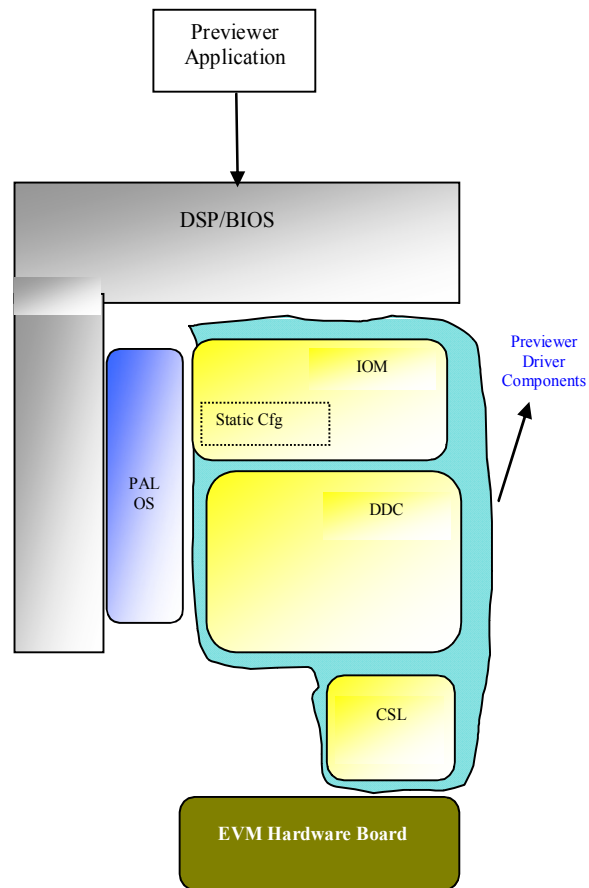 Previewer
Application
DSP/BIOS
IOM
Previewer
Driver
Components
Static Cfg
PAL
OS
DDC
CSL
EVM Hardware Board